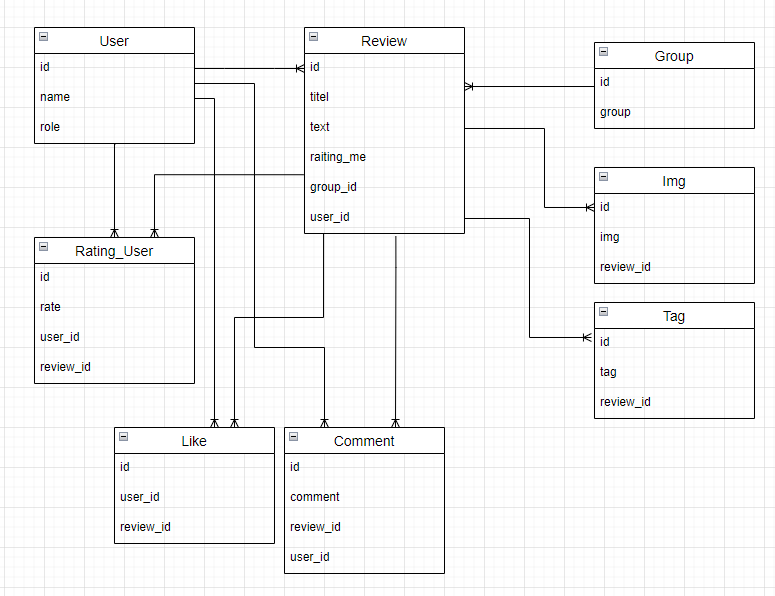 User
id
name
role
Review
id
titel
text
raiting_me
group_id
user_id
Group
id
group
Img
id
img
review_id
Tag
id
tag
review_id
Rating_User
id
rate
user_id
review_id
Like
id
user_id
review_id
Comment
id
comment
review_id
user_id